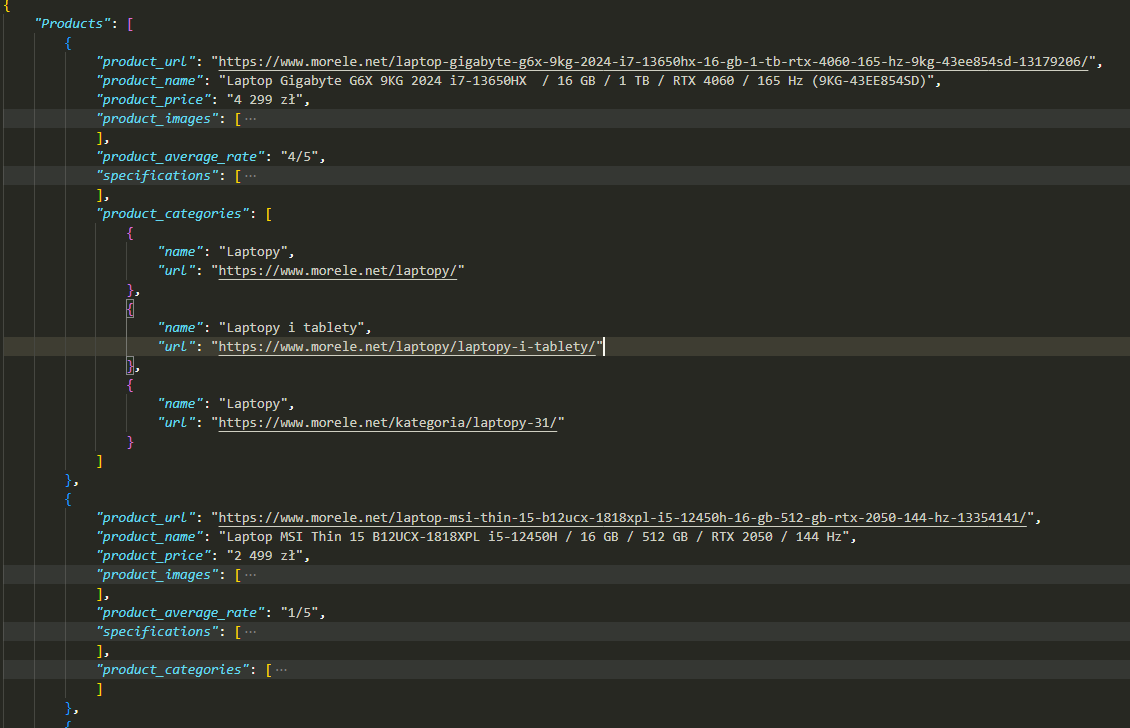 {
"Products": [
{
"product_url": "https://www.morele.net/laptop-gigabyte-g6x-9kg-2024-i7-13650hx-16-gb-1-tb-rtx-4060-165-hz-9kg-43ee854sd-13179206/",
"product_name": "Laptop Gigabyte G6X 9KG 2024 i7-13650HX  / 16 GB / 1 TB / RTX 4060 / 165 Hz (9KG-43EE854SD)",
"product_price": "4 299 zł",
"product_images": [ ···
],
"product_average_rate": "4/5",
"specifications": [ ···
],
"product_categories": [
{
"name": "Laptopy",
"url": "https://www.morele.net/laptopy/"
},
{
"name": "Laptopy i tablety",
"url": "https://www.morele.net/laptopy/laptopy-i-tablety/"
},
{
"name": "Laptopy",
"url": "https://www.morele.net/kategoria/laptopy-31/"
}
]
},
{
"product_url": "https://www.morele.net/laptop-msi-thin-15-b12ucx-1818xpl-i5-12450h-16-gb-512-gb-rtx-2050-144-hz-13354141/",
"product_name": "Laptop MSI Thin 15 B12UCX-1818XPL i5-12450H / 16 GB / 512 GB / RTX 2050 / 144 Hz",
"product_price": "2 499 zł",
"product_images": [ ···
],
"product_average_rate": "1/5",
"specifications": [ ···
],
"product_categories": [ ···
]
},
{